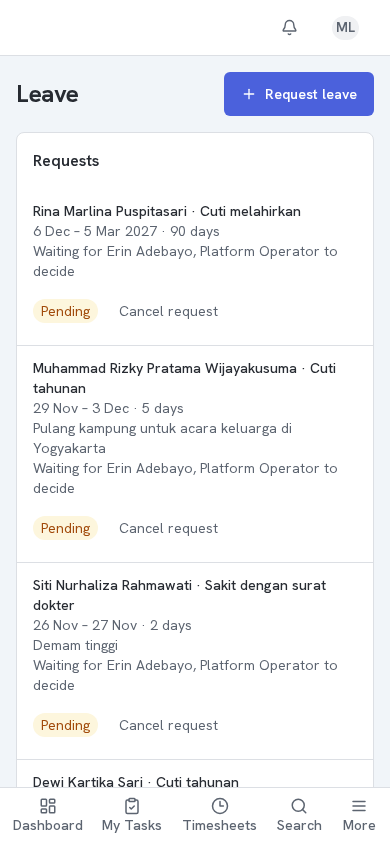 ML
Leave
Request leave
Requests
Rina Marlina Puspitasari · Cuti melahirkan
6 Dec – 5 Mar 2027 · 90 days
Waiting for Erin Adebayo, Platform Operator to
decide
Pending
Cancel request
Muhammad Rizky Pratama Wijayakusuma · Cuti
tahunan
29 Nov – 3 Dec · 5 days
Pulang kampung untuk acara keluarga di
Yogyakarta
Waiting for Erin Adebayo, Platform Operator to
decide
Pending
Cancel request
Siti Nurhaliza Rahmawati · Sakit dengan surat
dokter
26 Nov – 27 Nov · 2 days
Demam tinggi
Waiting for Erin Adebayo, Platform Operator to
decide
Pending
Cancel request
Dewi Kartika Sari · Cuti tahunan
Dashboard
My Tasks
Timesheets
Search
More